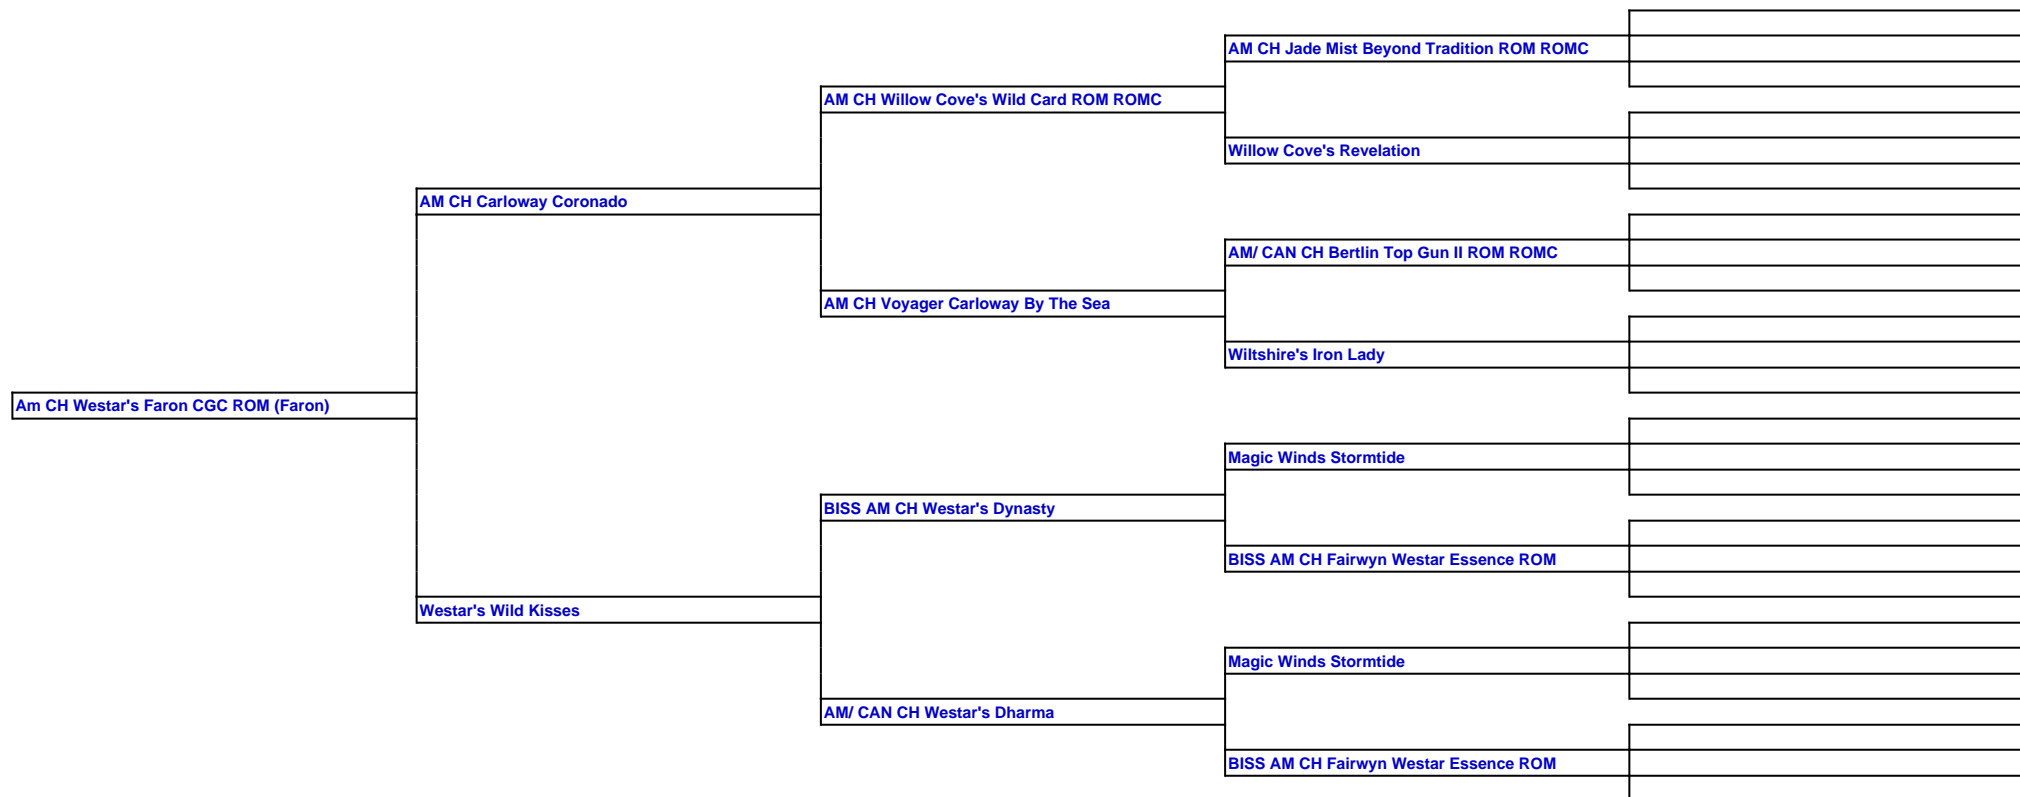 AM CH Jade Mist Beyond Tradition ROM ROMC
AM CH Willow Cove's Wild Card ROM ROMC
Willow Cove's Revelation
AM CH Carloway Coronado
AM/ CAN CH Bertlin Top Gun II ROM ROMC
AM CH Voyager Carloway By The Sea
Wiltshire's Iron Lady
Am CH Westar's Faron CGC ROM (Faron)
Magic Winds Stormtide
BISS AM CH Westar's Dynasty
BISS AM CH Fairwyn Westar Essence ROM
Westar's Wild Kisses
Magic Winds Stormtide
AM/ CAN CH Westar's Dharma
BISS AM CH Fairwyn Westar Essence ROM